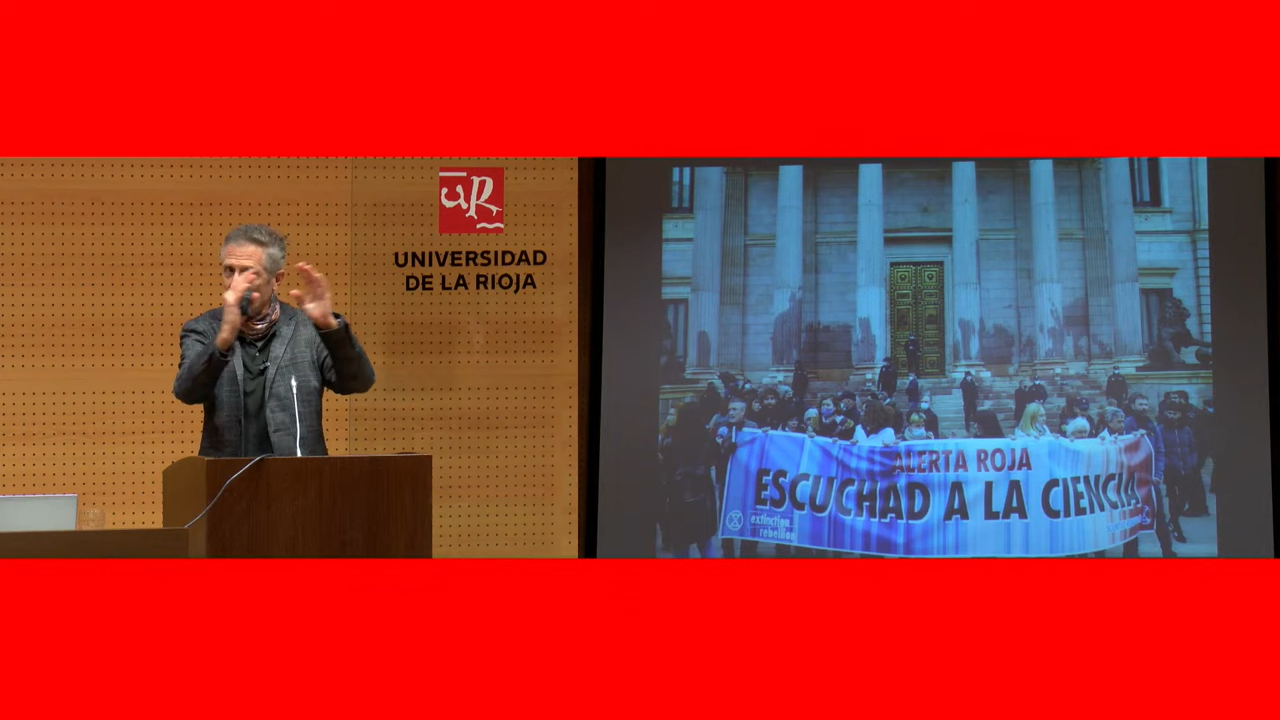 uR
UNIVERSIDAD
DE LA RIOJA
ALERTA ROJA
ESCUCHAD A LA CIENCIA
extinction
rebellion